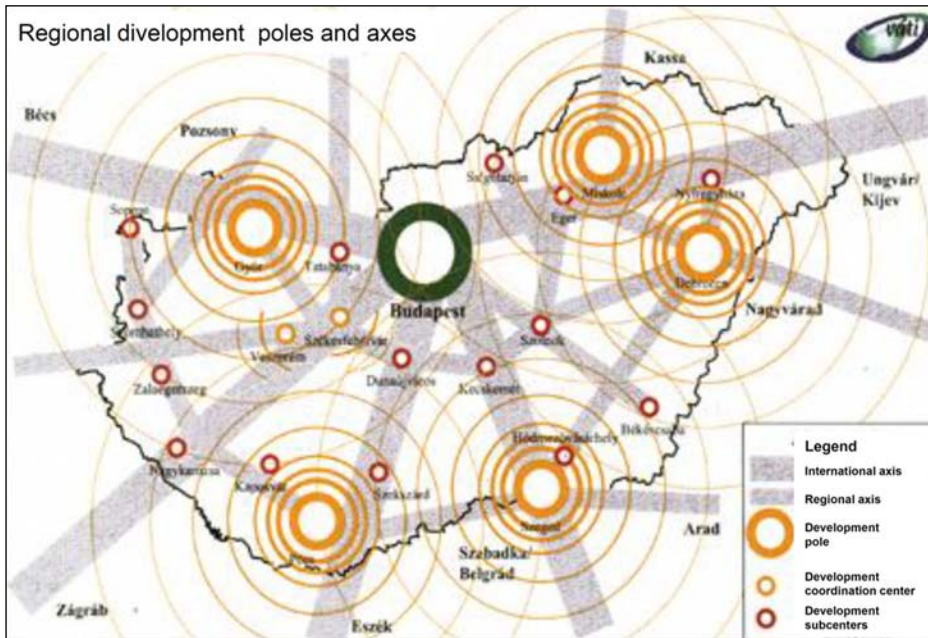 Regional divelopment poles and axes
váti
Kassa
Bécs
Pozsony
Ungvár/
Kijev
Sopron
Győr
Tatabánya
Salgótarján
Eger
Miskolc
Nyíregyháza
Debrecen
Budapest
Nagyvárad
Szombathely
Veszprém
Székesfehérvár
Szolnok
Zalaegerszeg
Dunaújváros
Kecskemét
Békéscsaba
Hódmezővásárhely
Nagykanizsa
Kaposvár
Szekszárd
Szeged
Pécs
Arad
Szabadka/
Belgrád
Zágráb
Eszék
Legend
International axis
Regional axis
Development
pole
Development
coordination center
Development
subcenters